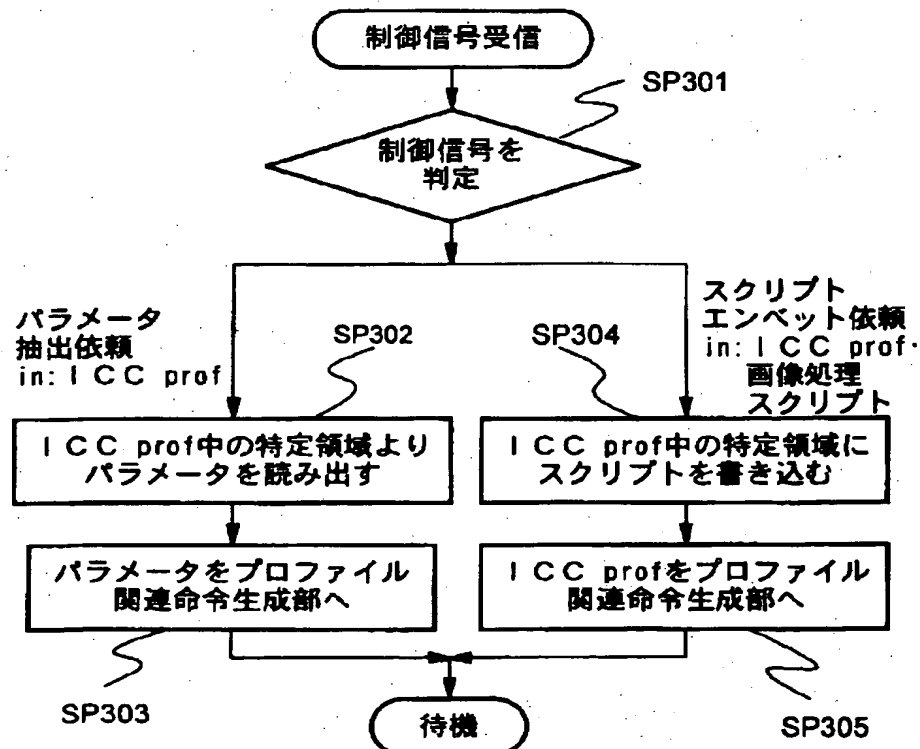 制御信号受信
SP301
制御信号を
判定
パラメータ
抽出依頼
in:ICC prof
SP302
SP304
スクリプト
エンベット依頼
in:ICC prof・
画像処理
スクリプト
ICC prof中の特定領域より
パラメータを読み出す
ICC prof中の特定領域に
スクリプトを書き込む
パラメータをプロファイル
関連命令生成部へ
ICC profをプロファイル
関連命令生成部へ
SP303
待機
SP305